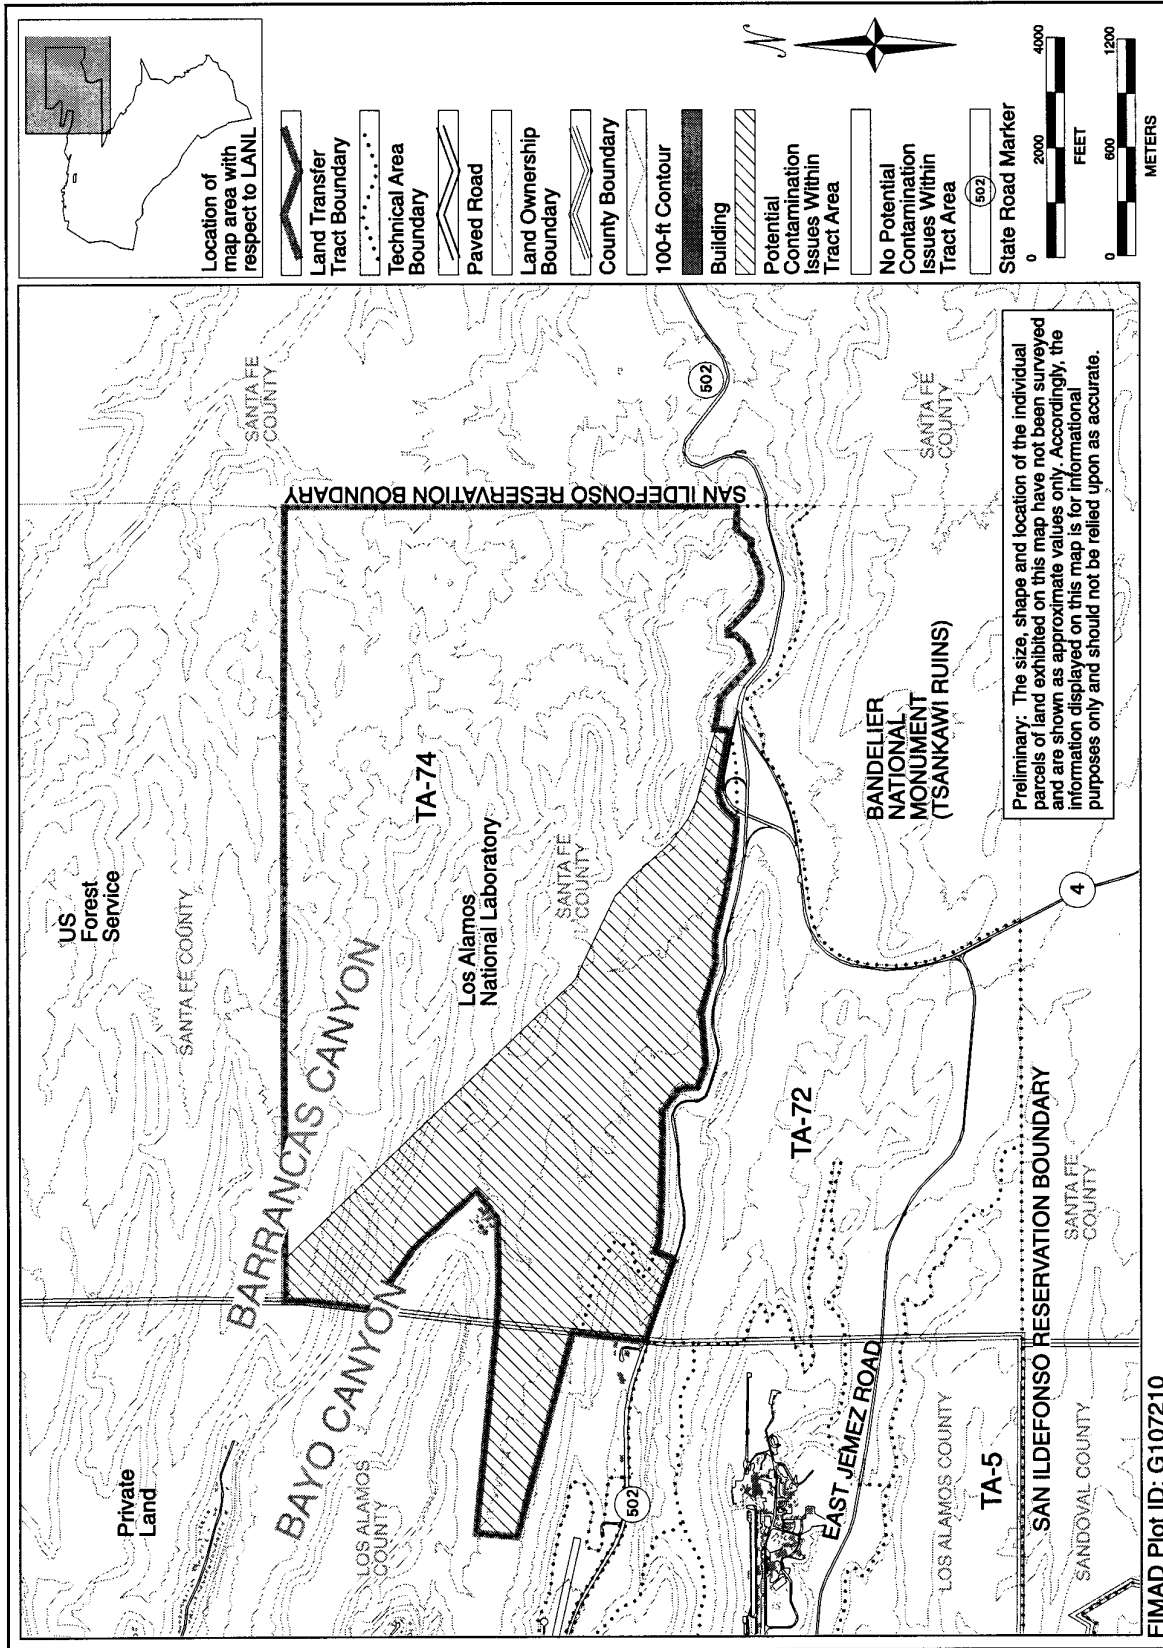 Private
Land
US
Forest
Service
SANTA FE COUNTY
SANTA FE
COUNTY
BARRANCAS CANYON
BAYO CANYON
LOS ALAMOS
COUNTY
TA-74
Los Alamos
National Laboratory
SANTA FE
COUNTY
SAN ILDEFONSO RESERVATION BOUNDARY
502
502
TA-72
BANDELIER
NATIONAL
MONUMENT
(TSANKAWI RUINS)
SANTA FE
COUNTY
EAST JEMEZ ROAD
4
LOS ALAMOS COUNTY
TA-5
SAN ILDEFONSO RESERVATION BOUNDARY
SANDOVAL COUNTY
SANTA FE
COUNTY
Preliminary: The size, shape and location of the individual
parcels of land exhibited on this map have not been surveyed
and are shown as approximate values only. Accordingly, the
information displayed on this map is for informational
purposes only and should not be relied upon as accurate.
FIMAD Plot ID: G107210
Location of
map area with
respect to LANL
Land Transfer
Tract Boundary
Technical Area
Boundary
Paved Road
Land Ownership
Boundary
County Boundary
100-ft Contour
Building
Potential
Contamination
Issues Within
Tract Area
No Potential
Contamination
Issues Within
Tract Area
502
State Road Marker
N
0 2000 4000
FEET
0 600 1200
METERS